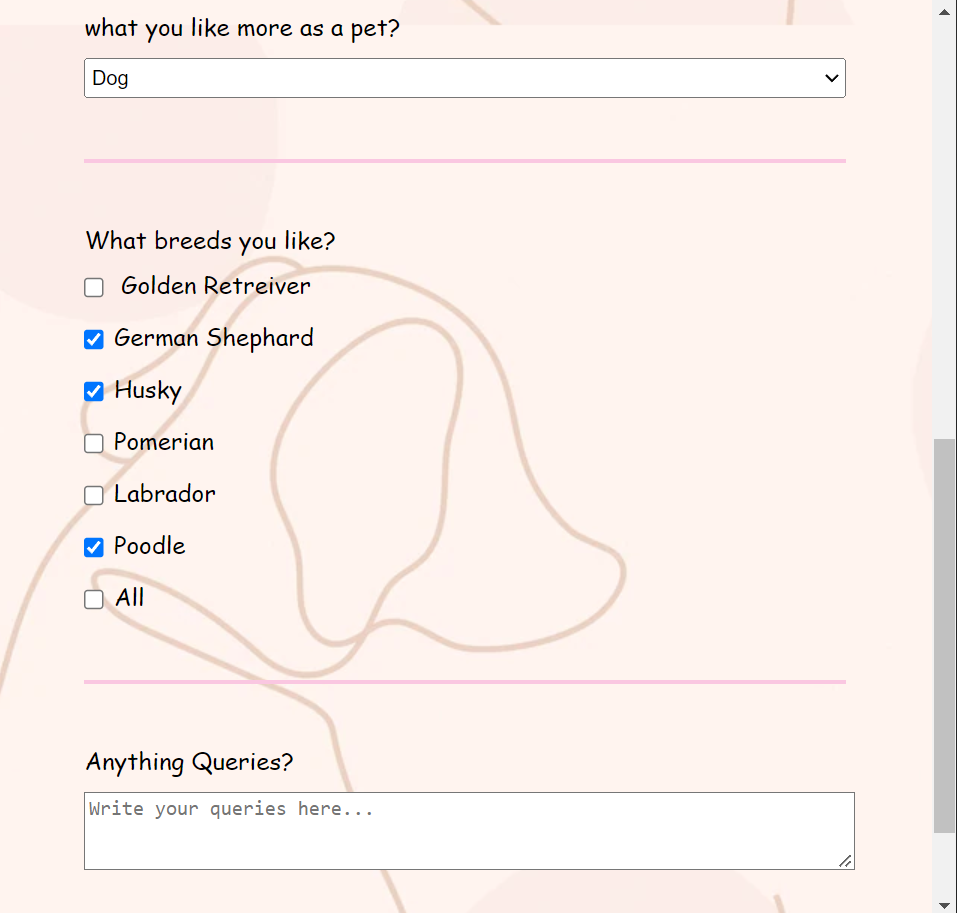 what you like more as a pet?
Dog
What breeds you like?
Golden Retreiver
German Shephard
Husky
Pomerian
Labrador
Poodle
All
Anything Queries?
Write your queries here...